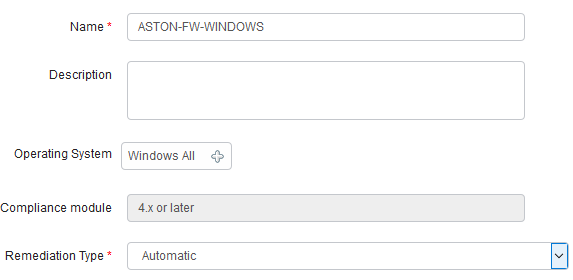 Name * ASTON-FW-WINDOWS
Description
Operating System Windows All
Compliance module 4.x or later
Remediation Type * Automatic